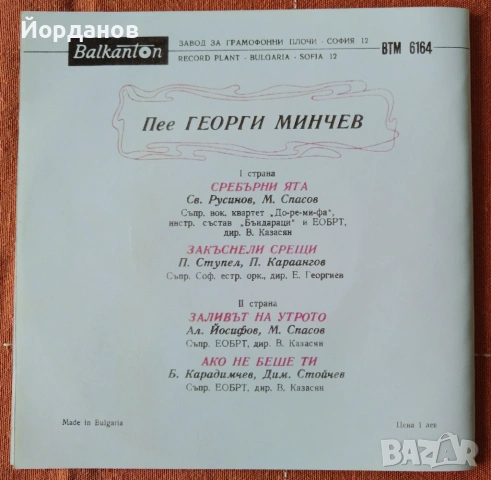 Йорданов
Balkanton
ЗАВОД ЗА ГРАМОФОННИ ПЛОЧИ - СОФИЯ 12
RECORD PLANT - BULGARIA - SOFIA 12
ВТМ 6164
Пее ГЕОРГИ МИНЧЕВ
I страна
СРЕБЪРНИ ЯТА
Св. Русинов, М. Спасов
Съпр. вок. квартет „До-ре-ми-фа“,
инстр. състав „Бъндараци“ и ЕОБРТ,
дир. В. Казасян
ЗАКЪСНЕЛИ СРЕЩИ
П. Ступел, П. Караангов
Съпр. Соф. естр. орк., дир. Е. Георгиев
II страна
ЗАЛИВЪТ НА УТРОТО
Ал. Йосифов, М. Спасов
Съпр. ЕОБРТ, дир. В. Казасян
АКО НЕ БЕШЕ ТИ
Б. Карадимчев, Дим. Стойчев
Съпр. ЕОБРТ, дир. В. Казасян
Made in Bulgaria
Цена 1 лев
BAZAR